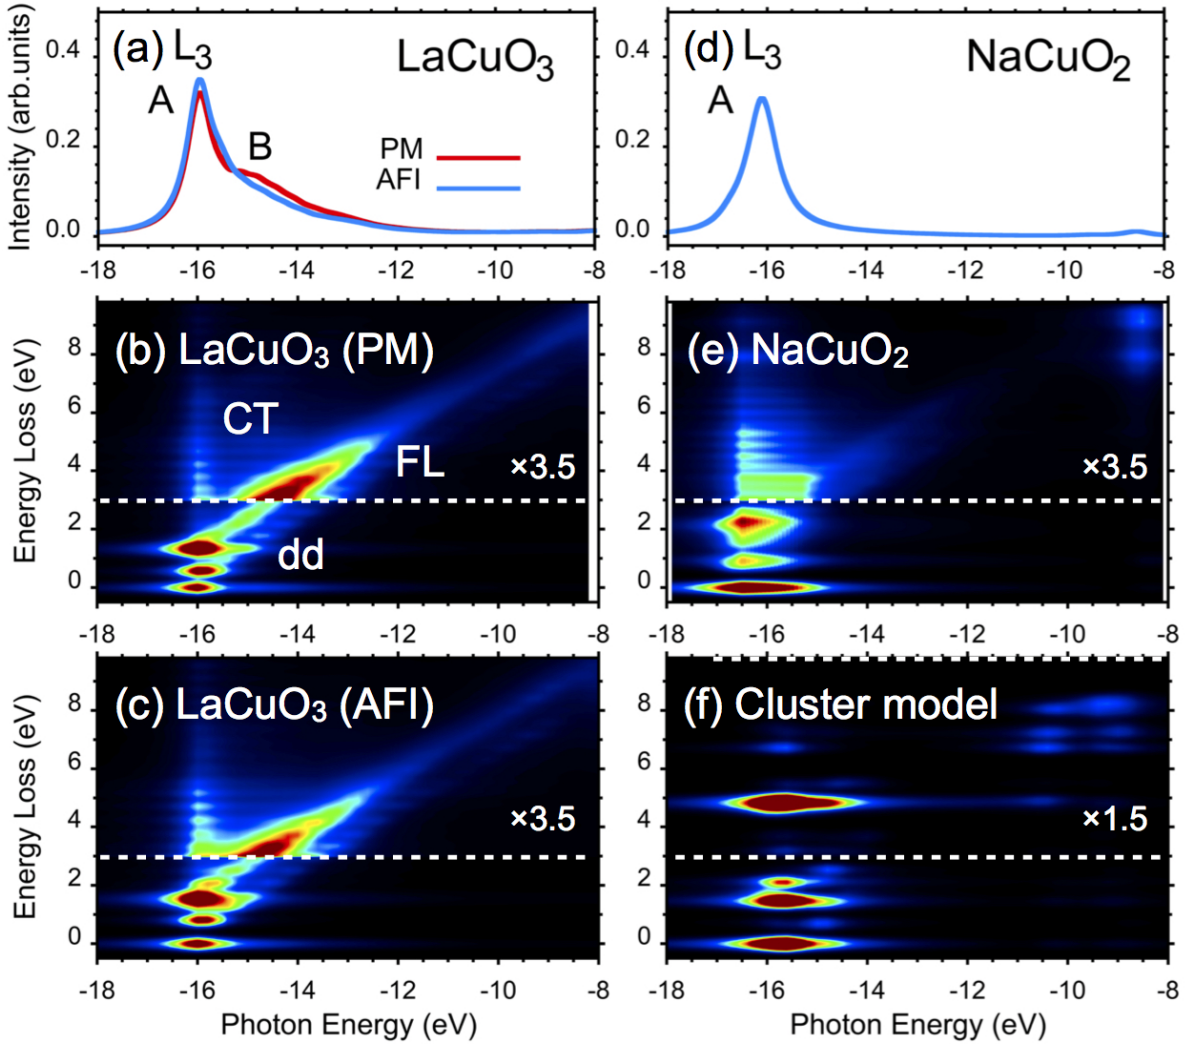 (a) L3 LaCuO3
A
B
PM
AFI
Intensity (arb.units)
0.4
0.2
0.0
-18 -16 -14 -12 -10 -8
(d) L3 NaCuO2
A
0.4
0.2
0.0
-18 -16 -14 -12 -10 -8
(b) LaCuO3 (PM)
CT
FL
×3.5
dd
Energy Loss (eV)
8
6
4
2
0
-18 -16 -14 -12 -10 -8
(e) NaCuO2
×3.5
8
6
4
2
0
-18 -16 -14 -12 -10 -8
(c) LaCuO3 (AFI)
×3.5
Energy Loss (eV)
8
6
4
2
0
-18 -16 -14 -12 -10 -8
Photon Energy (eV)
(f) Cluster model
×1.5
8
6
4
2
0
-18 -16 -14 -12 -10 -8
Photon Energy (eV)